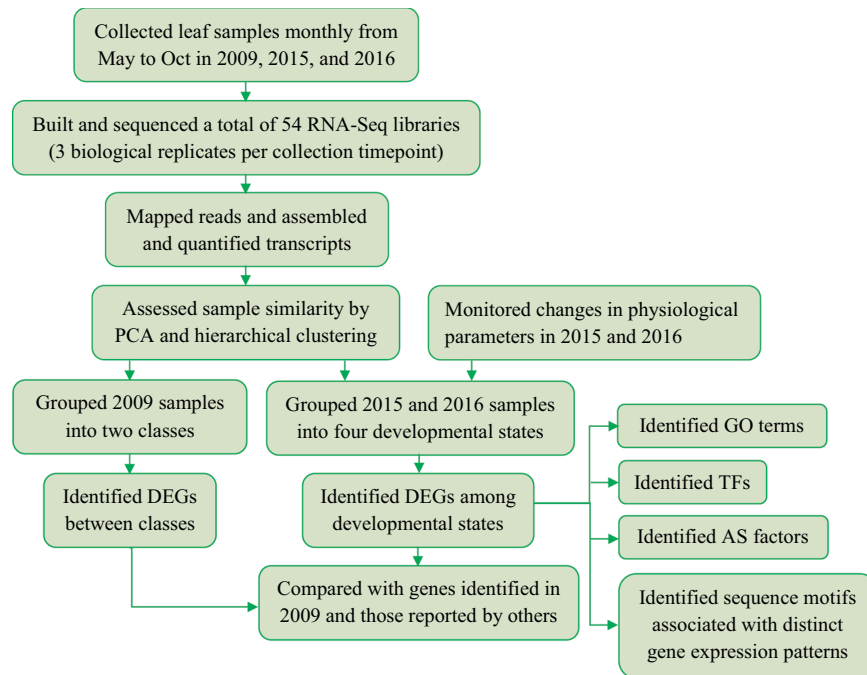 Collected leaf samples monthly from
May to Oct in 2009, 2015, and 2016
Built and sequenced a total of 54 RNA-Seq libraries
(3 biological replicates per collection timepoint)
Mapped reads and assembled
and quantified transcripts
Assessed sample similarity by
PCA and hierarchical clustering
Monitored changes in physiological
parameters in 2015 and 2016
Grouped 2009 samples
into two classes
Grouped 2015 and 2016 samples
into four developmental states
Identified GO terms
Identified TFs
Identified DEGs
between classes
Identified DEGs among
developmental states
Identified AS factors
Compared with genes identified in
2009 and those reported by others
Identified sequence motifs
associated with distinct
gene expression patterns